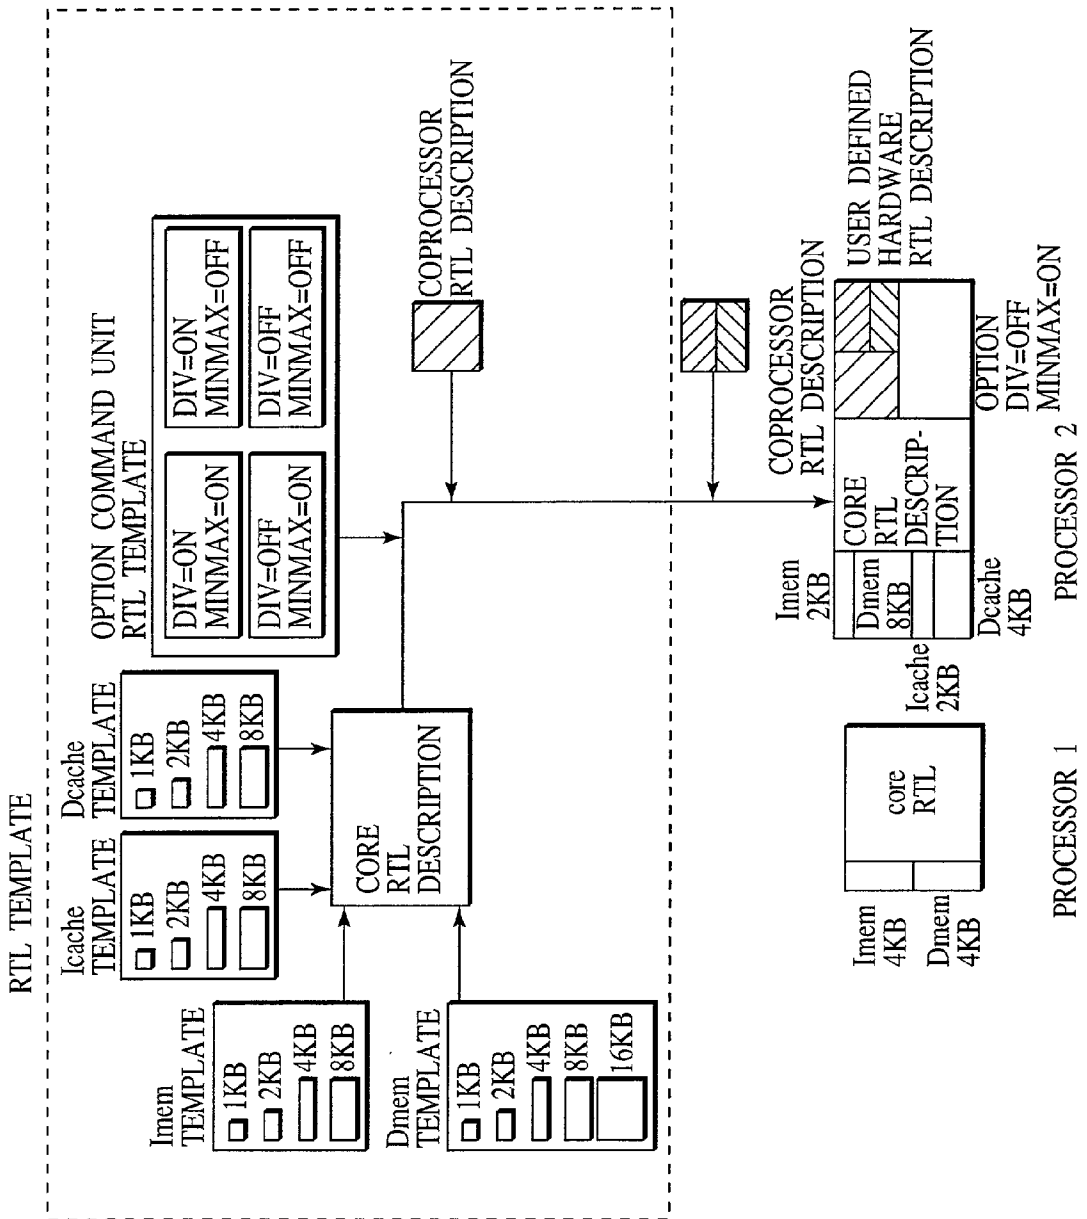 RTL TEMPLATE
Imem
TEMPLATE
1KB
2KB
4KB
8KB
Dmem
TEMPLATE
1KB
2KB
4KB
8KB
16KB
Icache
TEMPLATE
1KB
2KB
4KB
8KB
Dcache
TEMPLATE
1KB
2KB
4KB
8KB
CORE
RTL
DESCRIPTION
OPTION COMMAND UNIT
RTL TEMPLATE
DIV=ON
MINMAX=ON
DIV=ON
MINMAX=OFF
DIV=OFF
MINMAX=ON
DIV=OFF
MINMAX=OFF
COPROCESSOR
RTL DESCRIPTION
Imem
4KB
Dmem
4KB
core
RTL
PROCESSOR 1
Imem
2KB
Dmem
8KB
Icache
2KB
Dcache
4KB
CORE
RTL
DESCRIP-
TION
COPROCESSOR
RTL DESCRIPTION
USER DEFINED
HARDWARE
RTL DESCRIPTION
OPTION
DIV=OFF
MINMAX=ON
PROCESSOR 2